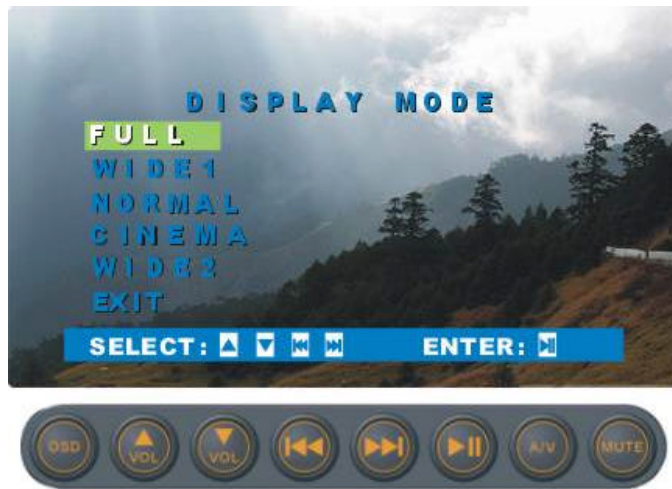 DISPLAY MODE
FULL
WIDE1
NORMAL
CINEMA
WIDE2
EXIT
SELECT: ▲ ▼ ⏮ ⏭ ENTER: ⏯
OSD VOL VOL A/V MUTE